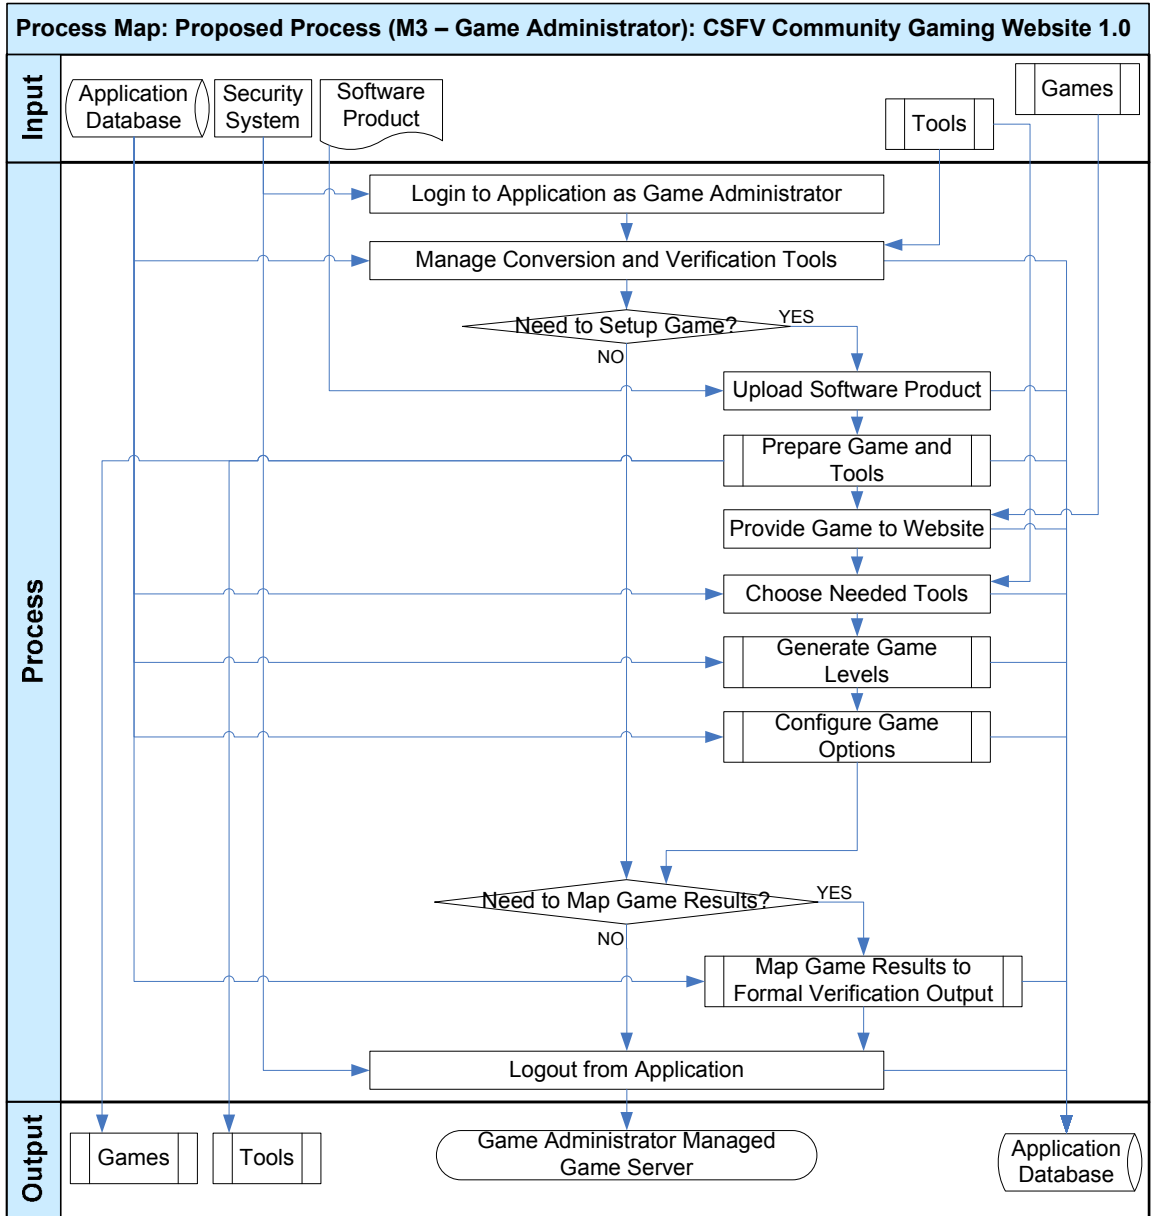 Process Map: Proposed Process (M3 – Game Administrator): CSFV Community Gaming Website 1.0
Input
Application
Database
Security
System
Software
Product
Tools
Games
Process
Login to Application as Game Administrator
Manage Conversion and Verification Tools
Need to Setup Game?
YES
NO
Upload Software Product
Prepare Game and
Tools
Provide Game to Website
Choose Needed Tools
Generate Game
Levels
Configure Game
Options
Need to Map Game Results?
YES
NO
Map Game Results to
Formal Verification Output
Logout from Application
Output
Games
Tools
Game Administrator Managed
Game Server
Application
Database